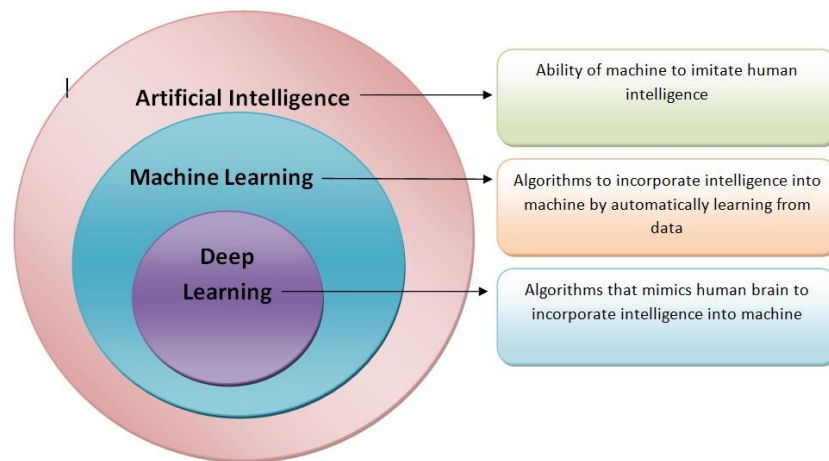 Artificial Intelligence
Ability of machine to imitate human
intelligence
Machine Learning
Algorithms to incorporate intelligence into
machine by automatically learning from
data
Deep
Learning
Algorithms that mimics human brain to
incorporate intelligence into machine